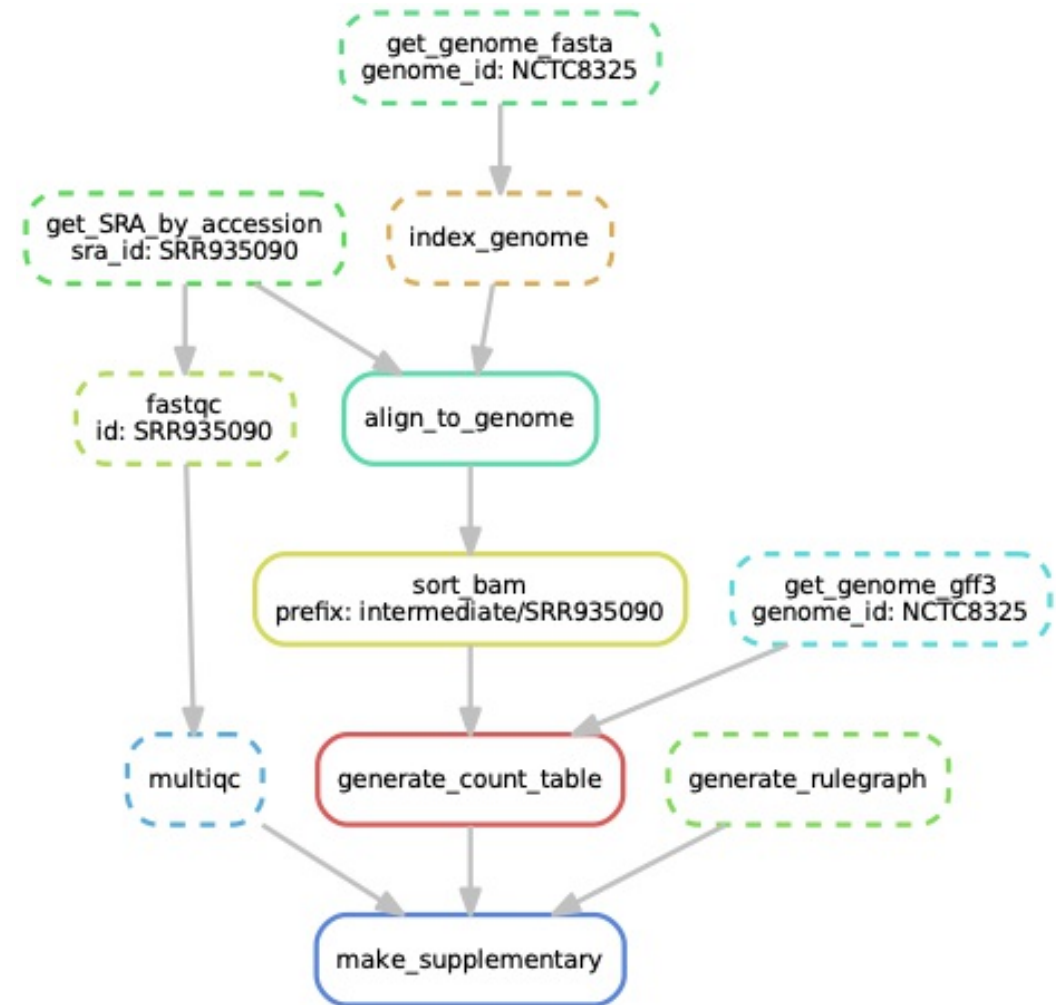 get_genome_fasta
genome_id: NCTC8325
get_SRA_by_accession
sra_id: SRR935090
index_genome
fastqc
id: SRR935090
align_to_genome
sort_bam
prefix: intermediate/SRR935090
get_genome_gff3
genome_id: NCTC8325
multiqc
generate_count_table
generate_rulegraph
make_supplementary